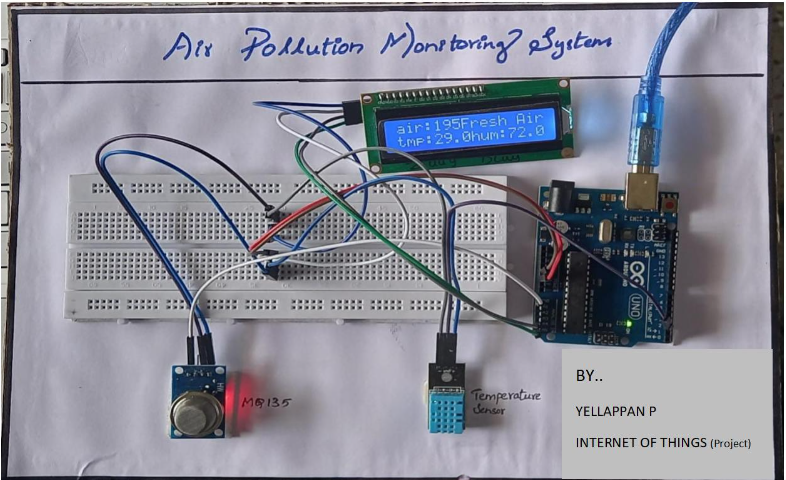 Air Pollution Monitoring System
air:195Fresh Air
tmp:29.0hum:72.0
UNO
MQ135
Temperature
Sensor
BY..
YELLAPPAN P
INTERNET OF THINGS (Project)